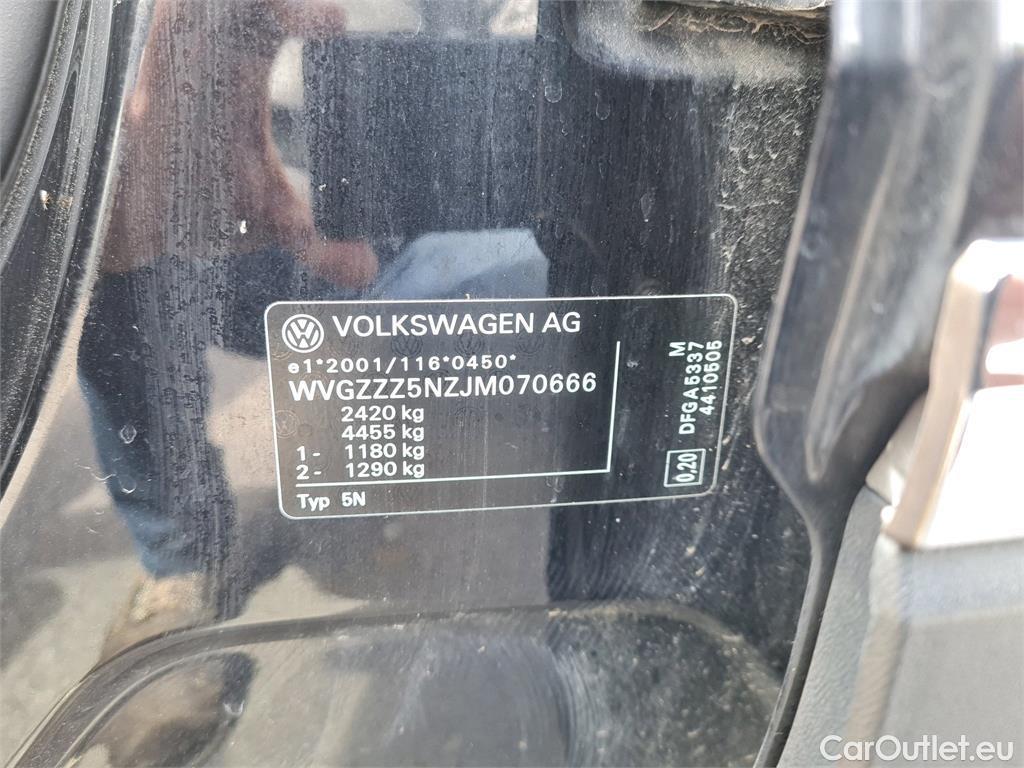 VOLKSWAGEN AG
e1*2001/116*0450*
WVGZZZ5NZJM070666
2420 kg
4455 kg
1- 1180 kg
2- 1290 kg
Typ 5N
M
DFGA5337
4410505
0,20
CarOutlet.eu